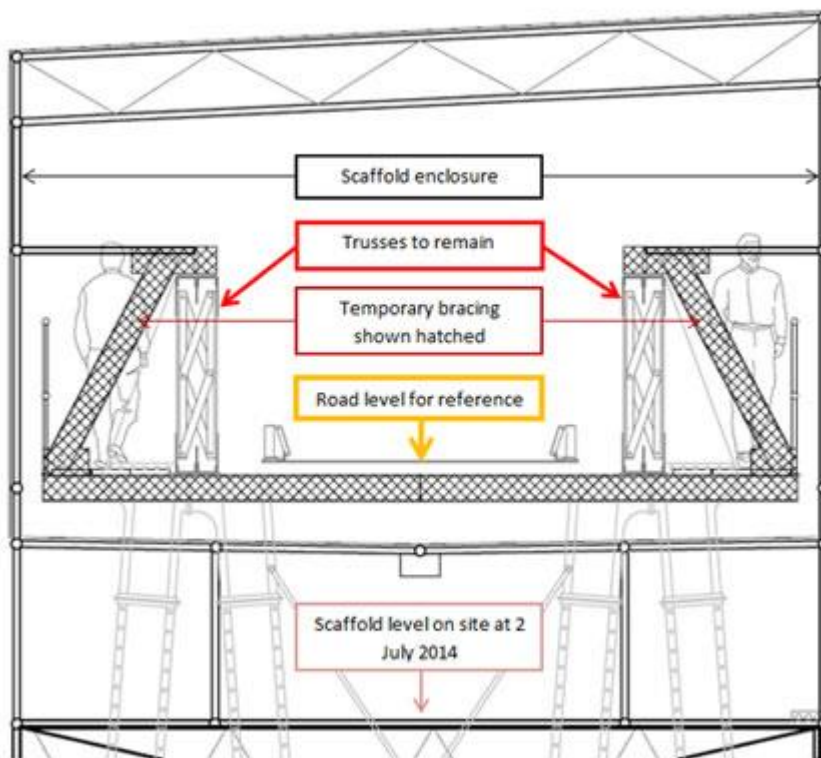 Scaffold enclosure
Trusses to remain
Temporary bracing
shown hatched
Road level for reference
Scaffold level on site at 2
July 2014